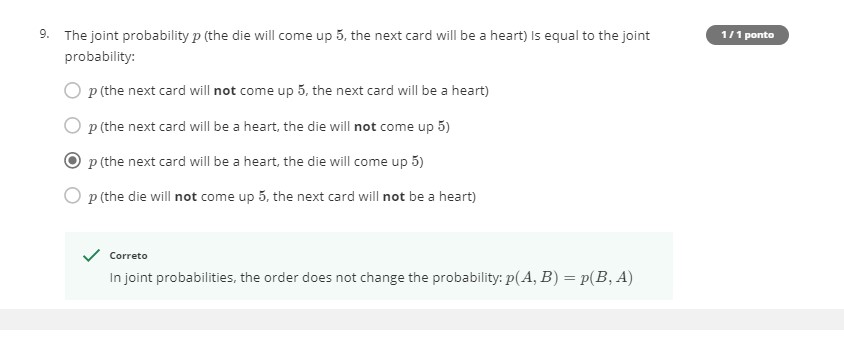 9. The joint probability p (the die will come up 5, the next card will be a heart) Is equal to the joint
probability:
1 / 1 ponto
p (the next card will not come up 5, the next card will be a heart)
p (the next card will be a heart, the die will not come up 5)
p (the next card will be a heart, the die will come up 5)
p (the die will not come up 5, the next card will not be a heart)
Correto
In joint probabilities, the order does not change the probability: p(A, B) = p(B, A)